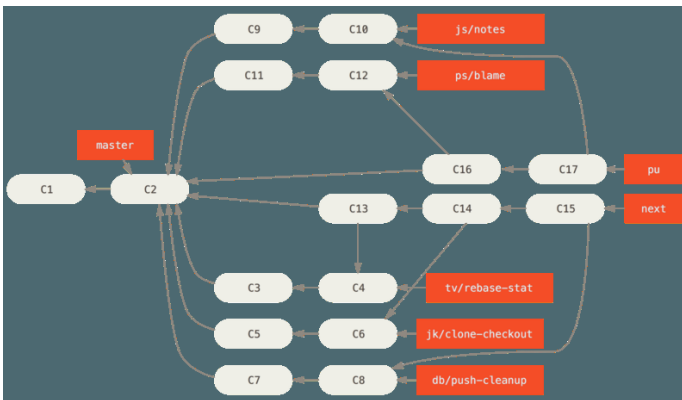 C9 C10 js/notes
C11 C12 ps/blame
master
C16 C17 pu
C1 C2
C13 C14 C15 next
C3 C4 tv/rebase-stat
C5 C6 jk/clone-checkout
C7 C8 db/push-cleanup